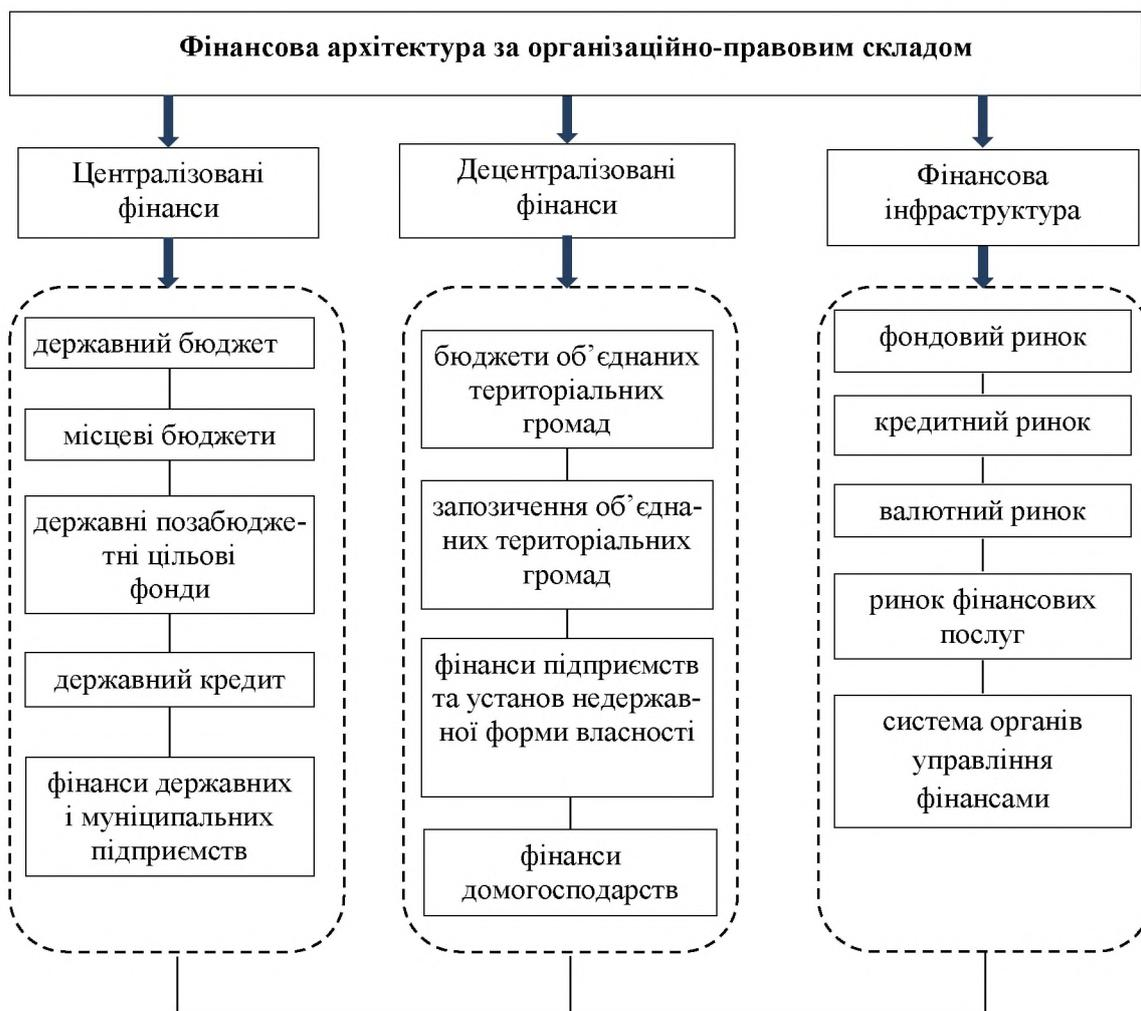 Фінансова архітектура за організаційно-правовим складом
Централізовані
фінанси
державний бюджет
місцеві бюджети
державні позабюдже-
тні цільові
фонди
державний кредит
фінанси державних
і муніципальних
підприємств
Децентралізовані
фінанси
бюджети об’єднаних
територіальних
громад
запозичення об’єдна-
них територіальних
громад
фінанси підприємств
та установ недержав-
ної форми власності
фінанси
домогосподарств
Фінансова
інфраструктура
фондовий ринок
кредитний ринок
валютний ринок
ринок фінансових
послуг
система органів
управління
фінансами